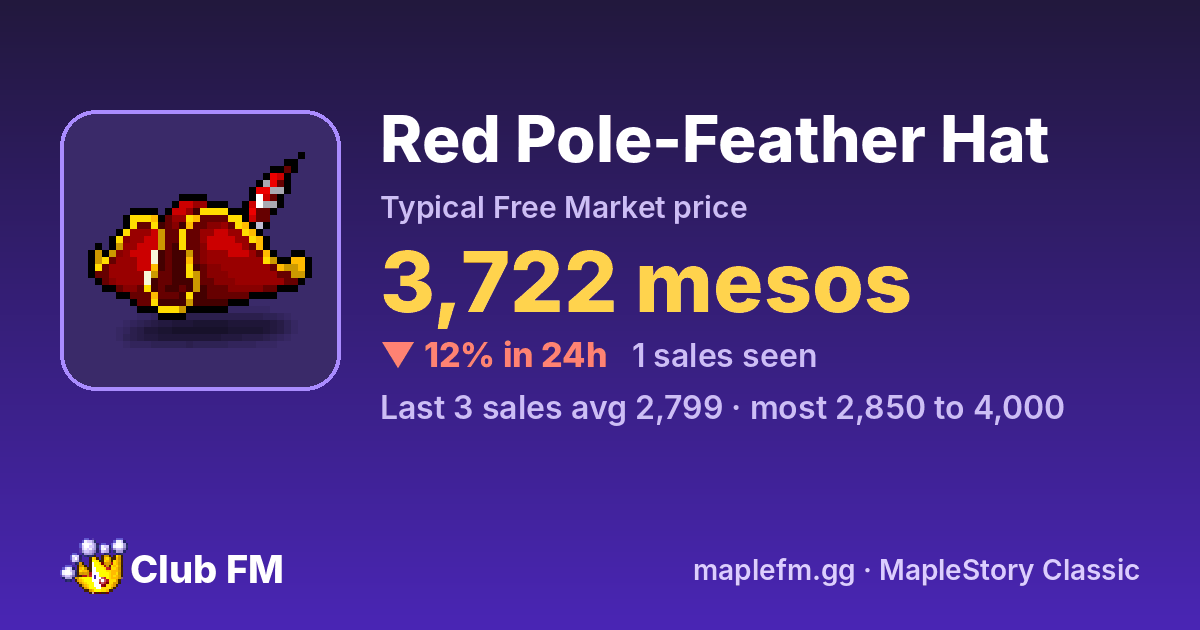 Red Pole-Feather Hat
Typical Free Market price
3,722 mesos
▼ 12% in 24h 1 sales seen
Last 3 sales avg 2,799 · most 2,850 to 4,000
Club FM
maplefm.gg · MapleStory Classic